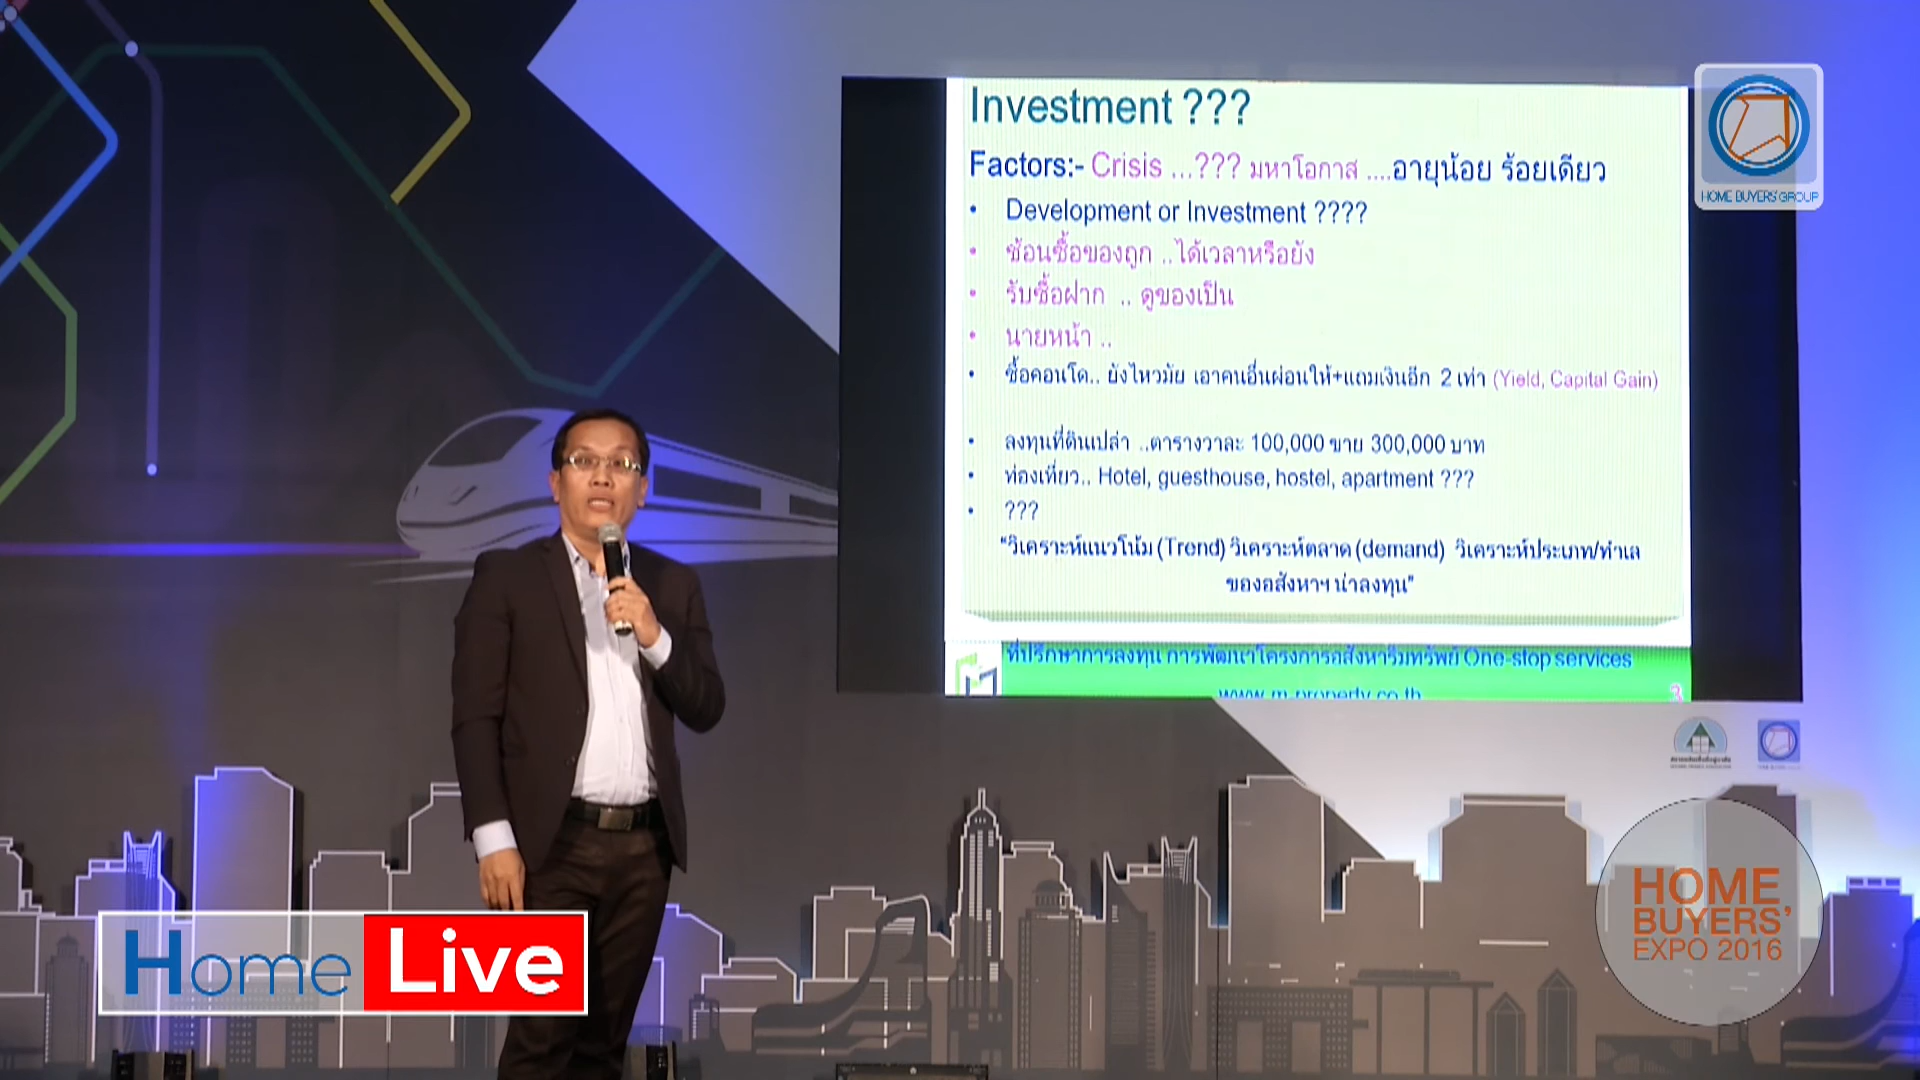 Investment ???
Factors:- Crisis ...??? มหาโอกาส ....อายุน้อย ร้อยเดียว
• Development or Investment ????
• ช้อนซื้อของถูก ..ได้เวลาหรือยัง
• รับซื้อฝาก .. ดูของเป็น
• นายหน้า ..
• ซื้อคอนโด.. ยังไหวมัย เอาคนอื่นผ่อนให้+แถมเงินอีก 2 เท่า (Yield, Capital Gain)
• ลงทุนที่ดินเปล่า ..ตารางวาละ 100,000 ขาย 300,000 บาท
• ท่องเที่ยว.. Hotel, guesthouse, hostel, apartment ???
• ???
"วิเคราะห์แนวโน้ม (Trend) วิเคราะห์ตลาด (demand) วิเคราะห์ประเภท/ทำเล
ของอสังหาฯ น่าลงทุน"
ที่ปรึกษาการลงทุน การพัฒนาโครงการอสังหาริมทรัพย์ One-stop services
www.m-property.co.th
3
HOME BUYERS' GROUP
HOME
BUYERS'
EXPO 2016
Home Live